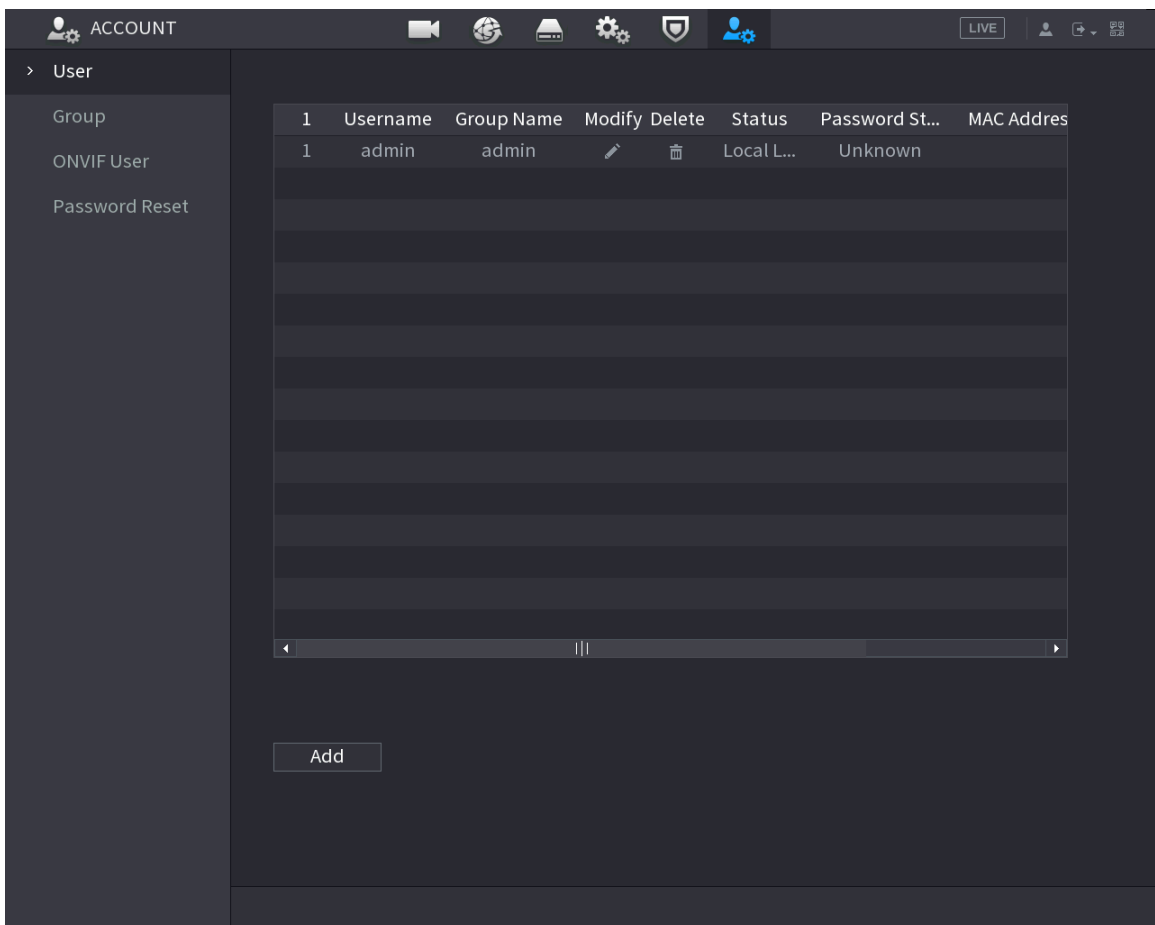 ACCOUNT LIVE
User
Group
ONVIF User
Password Reset
1 Username Group Name Modify Delete Status Password St... MAC Addres
1 admin admin Local L... Unknown
Add